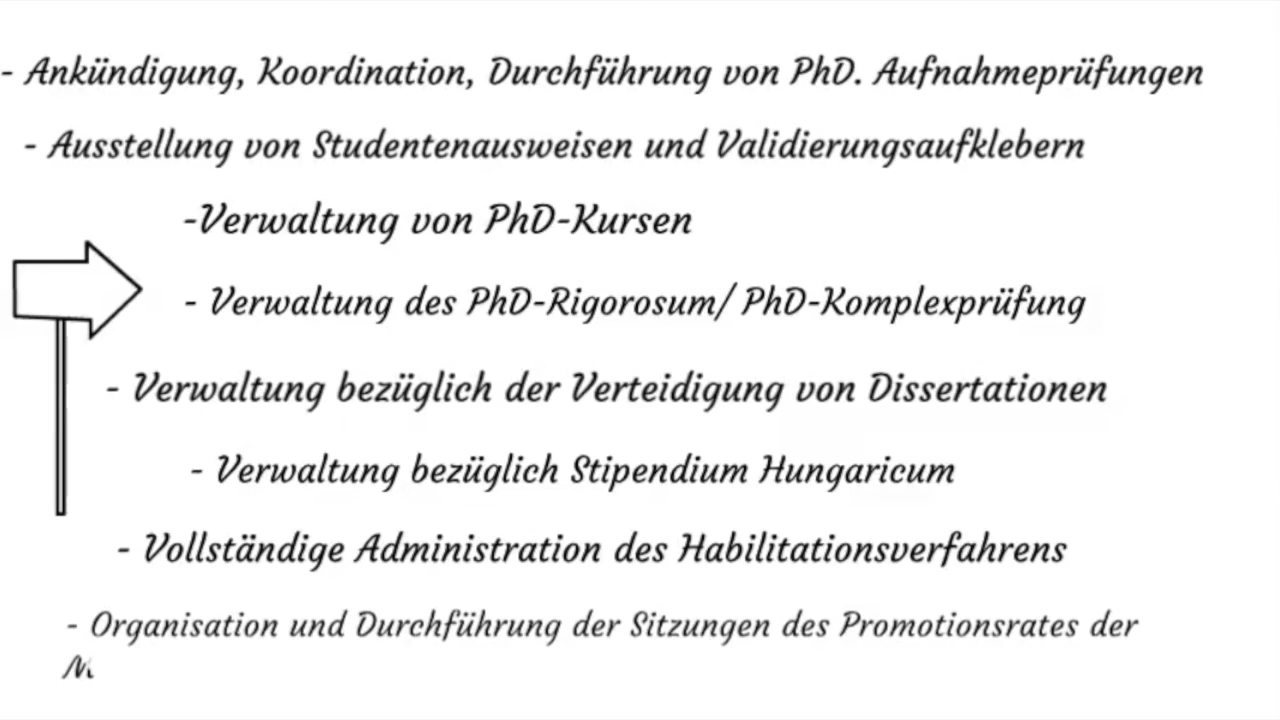 - Ankündigung, Koordination, Durchführung von PhD. Aufnahmeprüfungen
- Ausstellung von Studentenausweisen und Validierungsaufklebern
-Verwaltung von PhD-Kursen
- Verwaltung des PhD-Rigorosum/ PhD-Komplexprüfung
- Verwaltung bezüglich der Verteidigung von Dissertationen
- Verwaltung bezüglich Stipendium Hungaricum
- Vollständige Administration des Habilitationsverfahrens
- Organisation und Durchführung der Sitzungen des Promotionsrates der